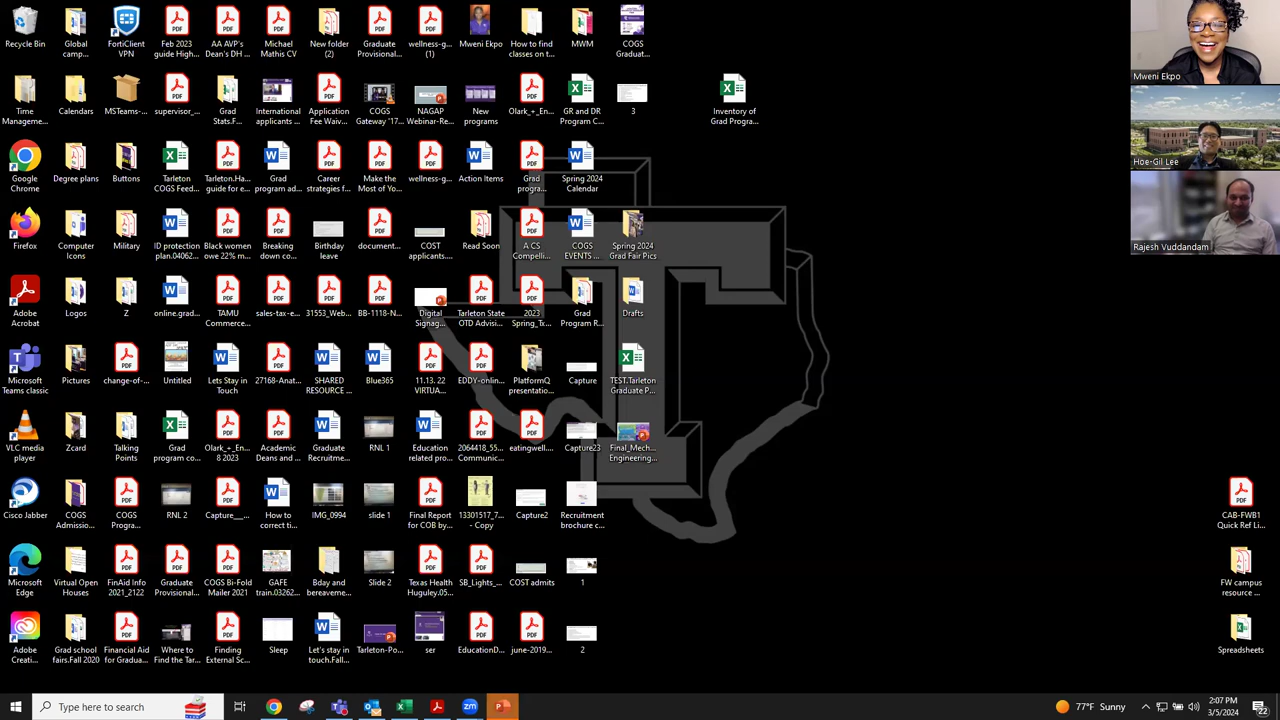 Recycle Bin
Global
camp...
FortiClient
VPN
Feb 2023
guide High...
AA AVP's
Dean's DH ...
Michael
Mathis CV
New folder
(2)
Graduate
Provisional...
wellness-g...
(1)
Mweni Ekpo
How to find
classes on t...
MWM
COGS
Graduat...
Time
Manageme...
Calendars
MSTeams-...
supervisor_...
Grad
Stats.F...
International
applicants ...
Application
Fee Waiv...
COGS
Gateway '17...
NAGAP
Webinar-Re...
New
programs
Olark_+_En...
GR and DR
Program C...
3
Inventory of
Grad Progra...
Google
Chrome
Degree plans
Buttons
Tarleton
COGS Feed...
Tarleton.Ha...
guide for e...
Grad
program ad...
Career
strategies f...
Make the
Most of Yo...
wellness-g...
Action Items
Grad
progra...
Spring 2024
Calendar
Firefox
Computer
Icons
Military
ID protection
plan.04062...
Black women
owe 22% m...
Breaking
down co...
Birthday
leave
document...
COST
applicants....
Read Soon
A CS
Compelli...
COGS
EVENTS ...
Spring 2024
Grad Fair Pics
Adobe
Acrobat
Logos
Z
online.grad...
TAMU
Commerce...
sales-tax-e...
31553_Web...
BB-1118-N...
Digital
Signag...
Tarleton State
OTD Advisi...
2023
Spring_Tx...
Grad
Program R...
Drafts
Microsoft
Teams classic
Pictures
change-of-...
Untitled
Lets Stay in
Touch
27168-Anat...
SHARED
RESOURCE ...
Blue365
11.13. 22
VIRTUA...
EDDY-onlin...
PlatformQ
presentatio...
Capture
TEST.Tarleton
Graduate P...
VLC media
player
Zcard
Talking
Points
Grad
program co...
Olark_+_En...
8 2023
Academic
Deans and ...
Graduate
Recruitme...
RNL 1
Education
related pro...
2064418_55...
Communic...
eatingwell....
Capture23
Final_Mech...
Engineering...
Cisco Jabber
COGS
Admissio...
COGS
Progra...
RNL 2
Capture___...
How to
correct ti...
IMG_0994
slide 1
Final Report
for COB by...
13301517_7...
- Copy
Capture2
Recruitment
brochure c...
Microsoft
Edge
Virtual Open
Houses
FinAid Info
2021_2122
Graduate
Provisional...
COGS Bi-Fold
Mailer 2021
GAFE
train.03262...
Bday and
bereaveme...
Slide 2
Texas Health
Huguley.05...
SB_Lights_...
COST admits
1
Adobe
Creati...
Grad school
fairs.Fall 2020
Financial Aid
for Gradua...
Where to
Find the Tar...
Finding
External Sc...
Sleep
Let's stay in
touch.Fall...
Tarleton-Po...
ser
EducationD...
june-2019...
2
CAB-FWB1
Quick Ref Li...
FW campus
resource ...
Spreadsheets
Mweni Ekpo
Hoe-Gil Lee
Rajesh Vuddandam
Type here to search
77°F Sunny
2:07 PM
3/5/2024
22